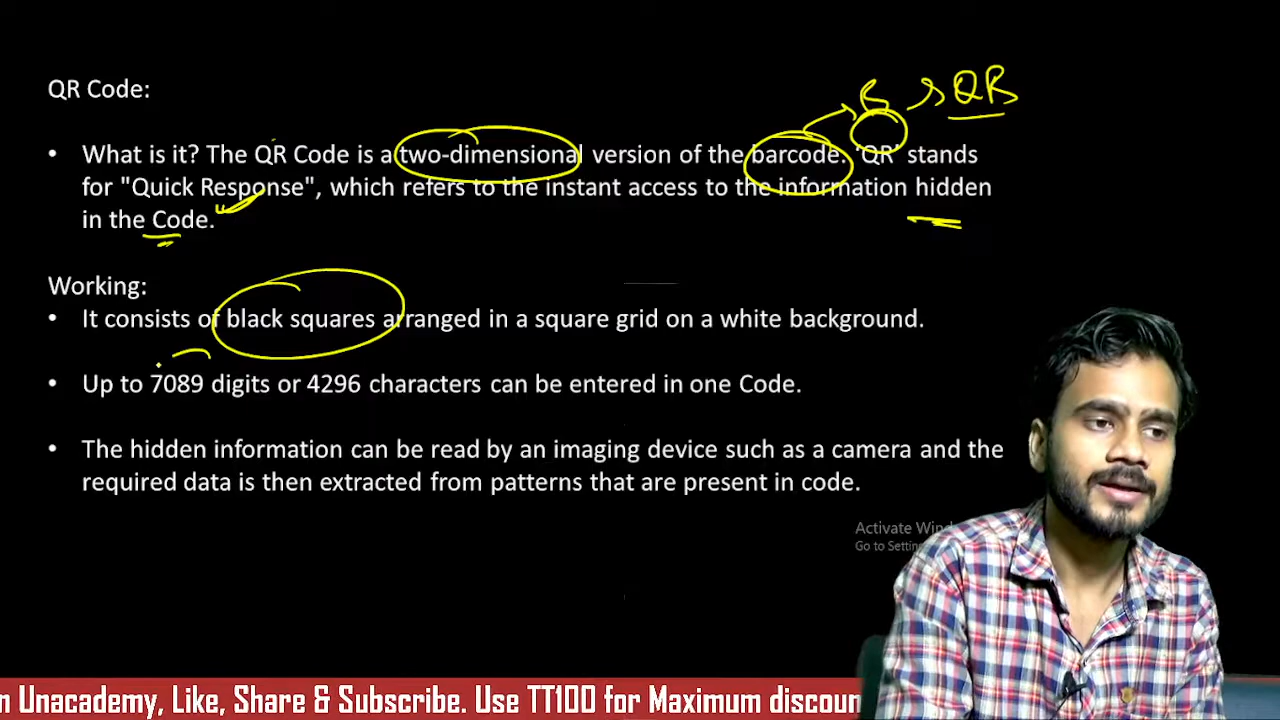 QR Code:
B QR
• What is it? The QR Code is a two-dimensional version of the barcode. 'QR' stands
for "Quick Response", which refers to the instant access to the information hidden
in the Code.
Working:
• It consists of black squares arranged in a square grid on a white background.
• Up to 7089 digits or 4296 characters can be entered in one Code.
• The hidden information can be read by an imaging device such as a camera and the
required data is then extracted from patterns that are present in code.
Activate Wind
Go to Setting
n Unacademy, Like, Share & Subscribe. Use TT100 for Maximum discoun